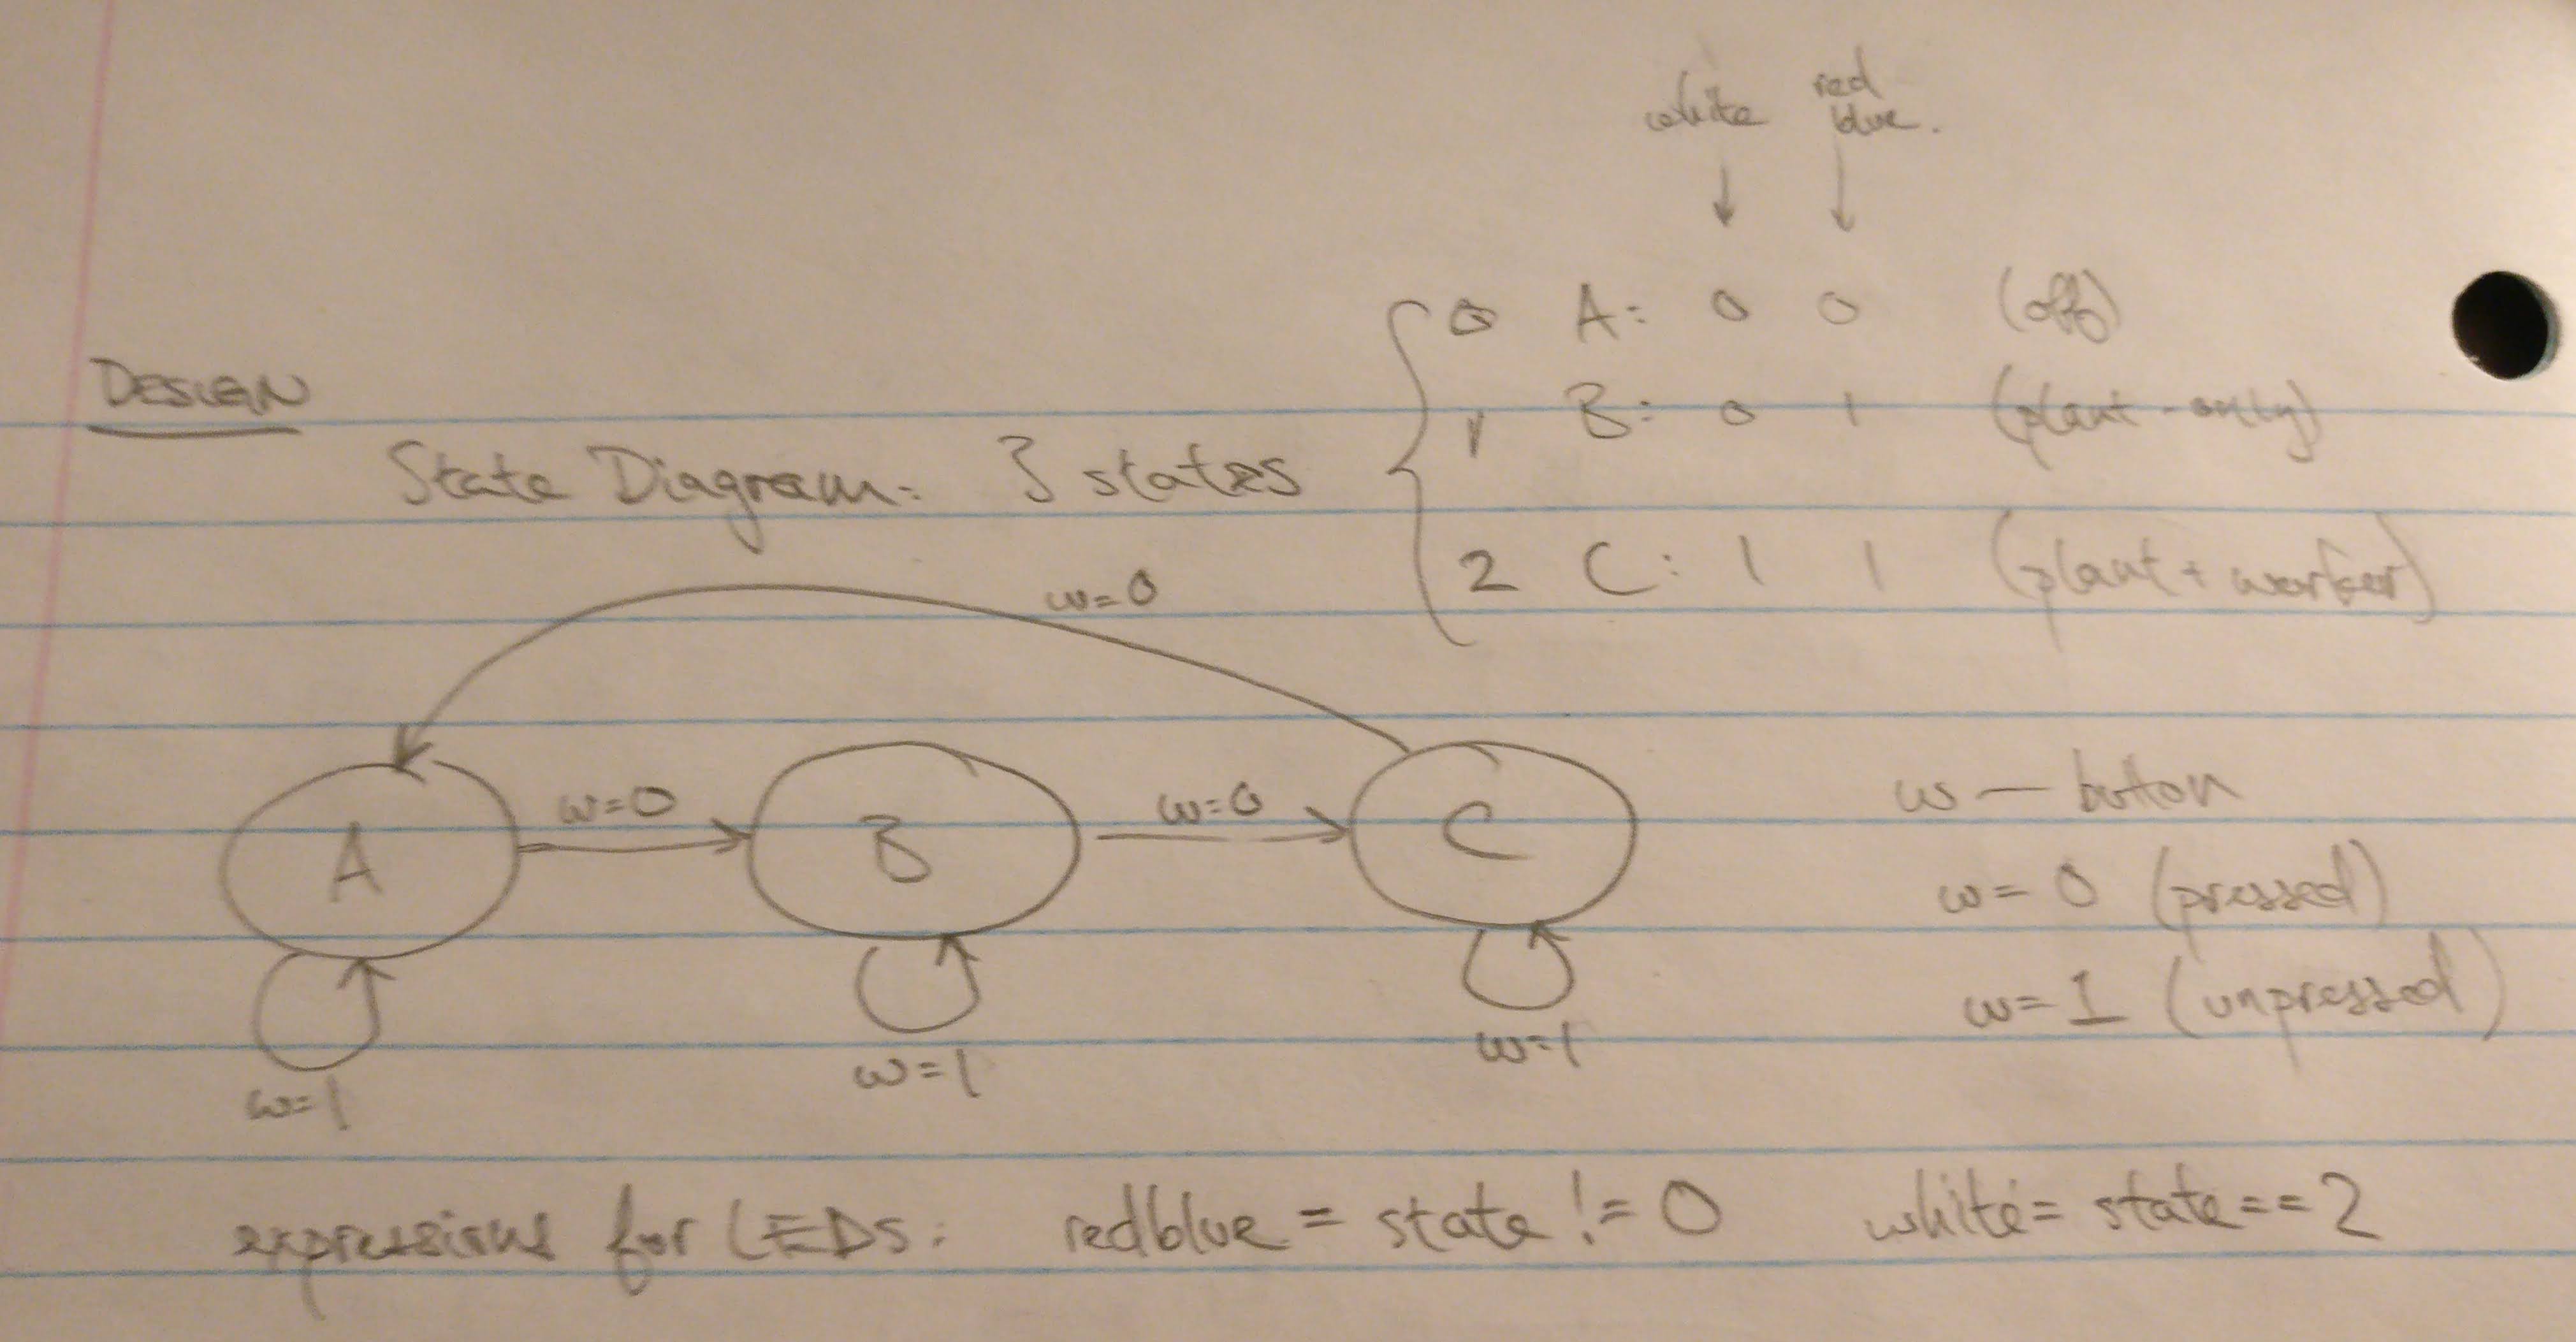 white red
blue.
0 A: 0 0 (off)
DESIGN
1 B: 0 1 (plant-only)
State Diagram: 3 states
2 C: 1 1 (plant + worker)
w=0
A w=0 B w=0 C
w — button
w=0 (pressed)
w=1 (unpressed)
w=1 w=1 w=1
expressions for LEDs: redblue = state != 0 white = state == 2